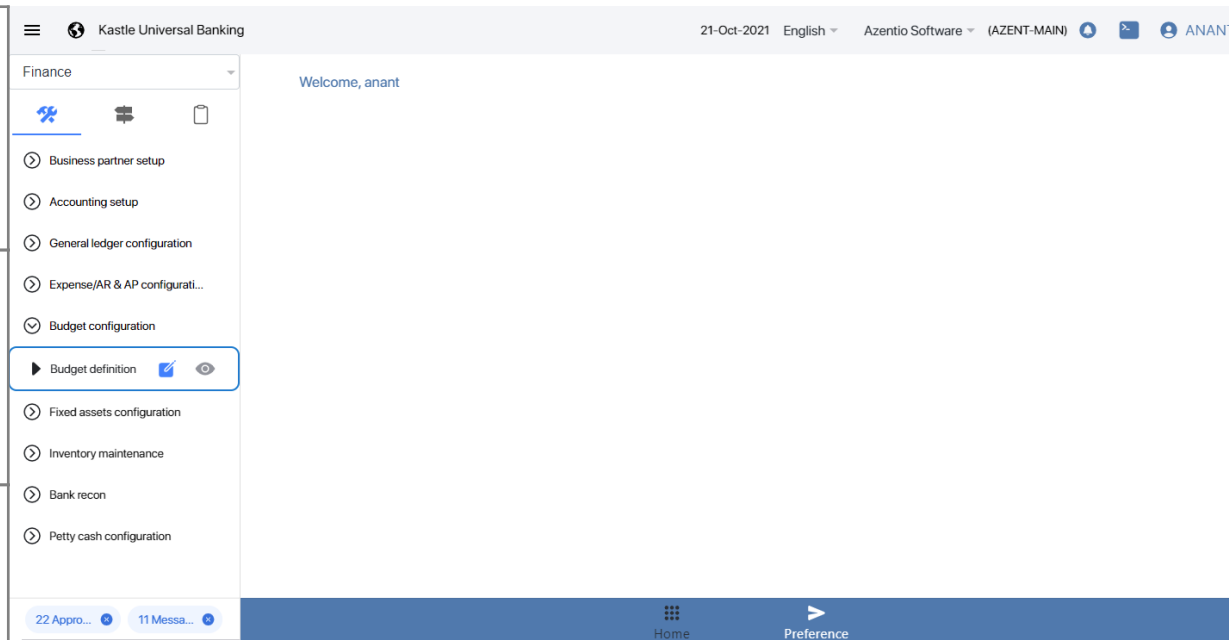 Kastle Universal Banking
21-Oct-2021 English Azentio Software (AZENT-MAIN) ANANT
Finance
Welcome, anant
Business partner setup
Accounting setup
General ledger configuration
Expense/AR & AP configurati...
Budget configuration
Budget definition
Fixed assets configuration
Inventory maintenance
Bank recon
Petty cash configuration
22 Appro... 11 Messa...
Home Preference